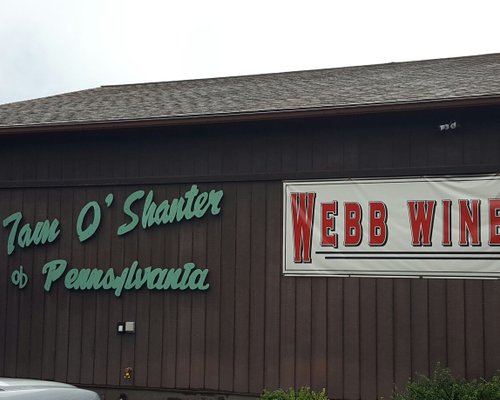 Tam O' Shanter
of Pennsylvania
WEBB WINE